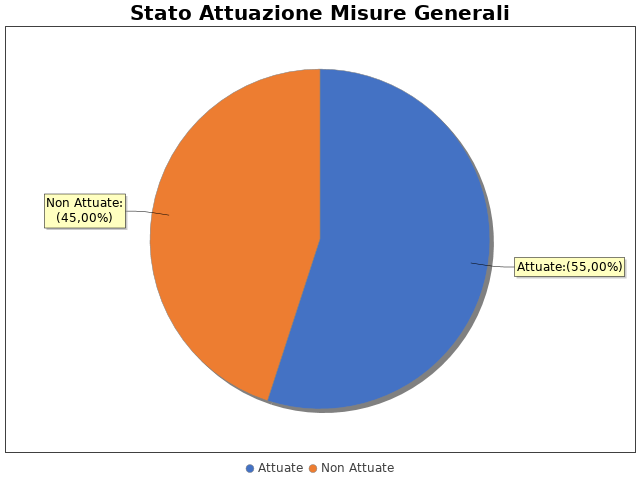 Stato Attuazione Misure Generali
Non Attuate:
(45,00%)
Attuate:(55,00%)
Attuate Non Attuate